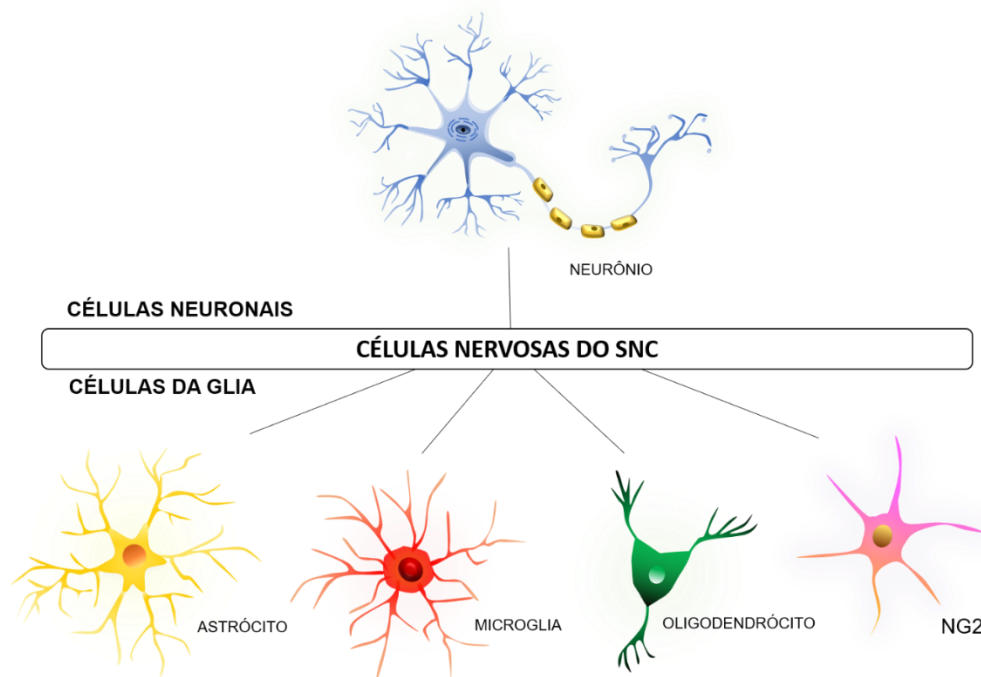 NEURÔNIO
CÉLULAS NEURONAIS
CÉLULAS NERVOSAS DO SNC
CÉLULAS DA GLIA
ASTRÓCITO
MICROGLIA
OLIGODENDRÓCITO
NG2